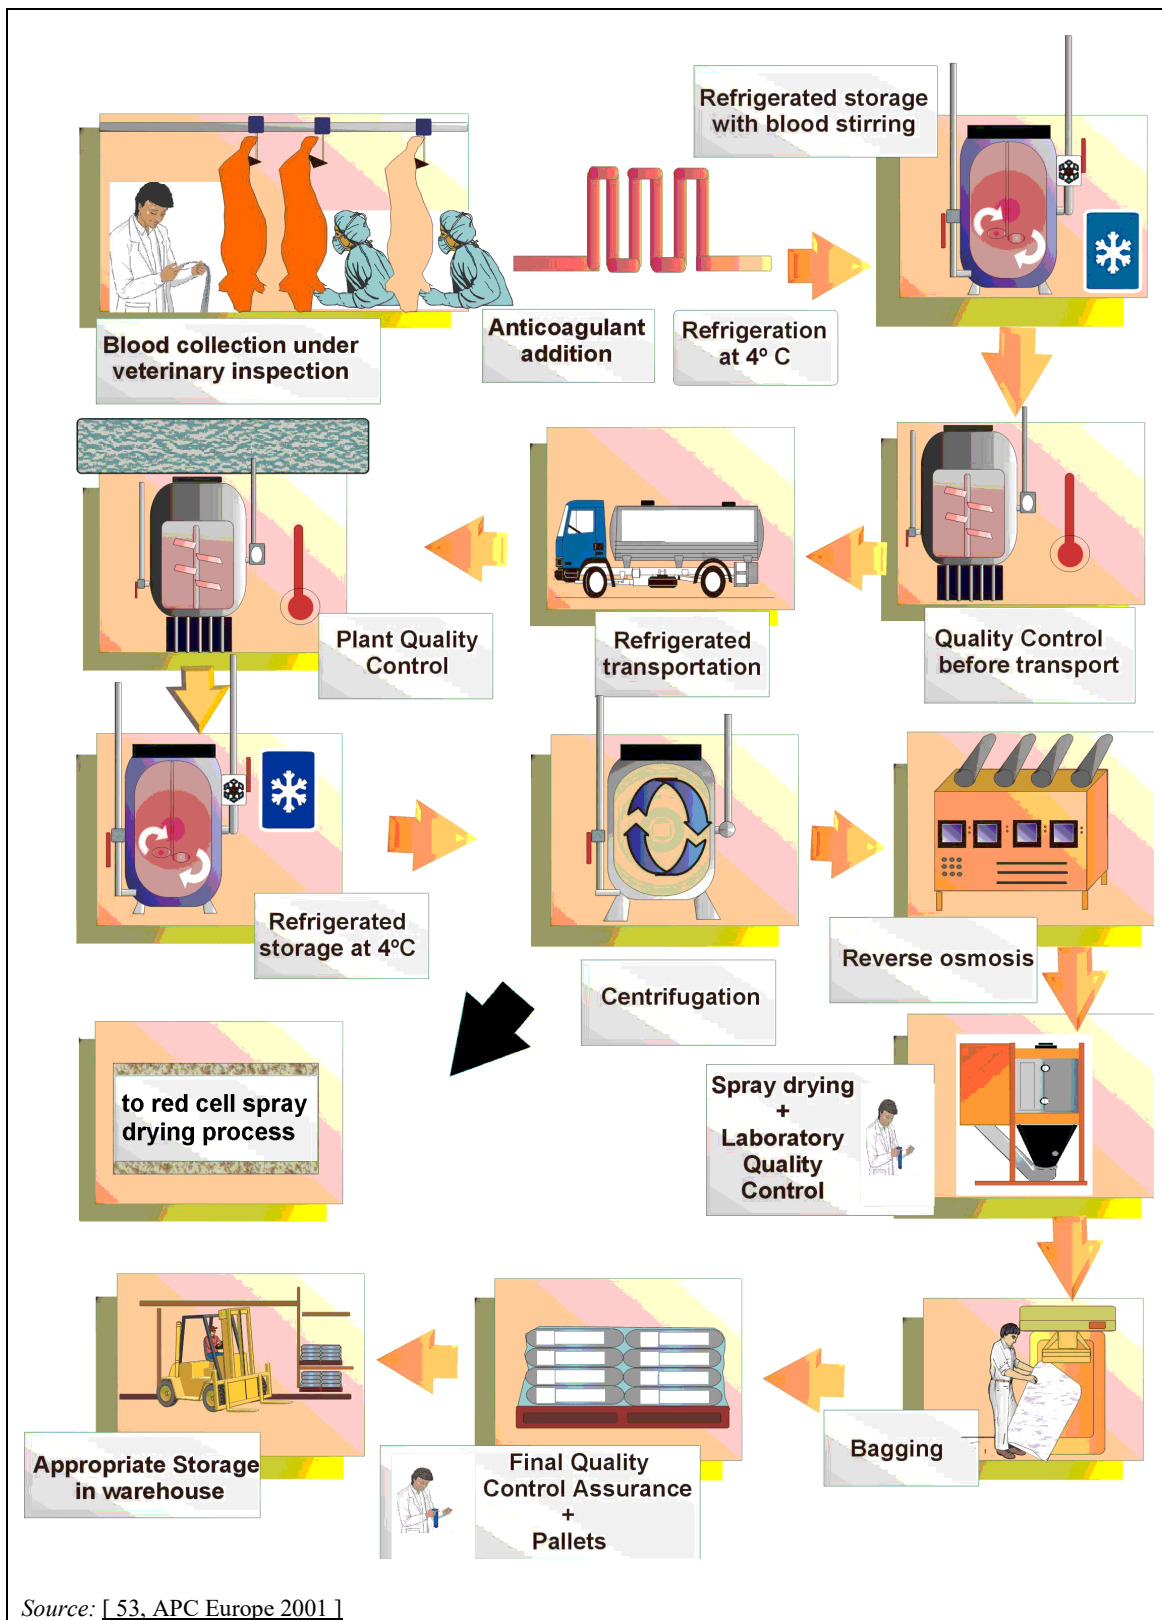 Refrigerated storage
with blood stirring
Blood collection under
veterinary inspection
Anticoagulant
addition
Refrigeration
at 4º C
Plant Quality
Control
Refrigerated
transportation
Quality Control
before transport
Refrigerated
storage at 4ºC
Centrifugation
Reverse osmosis
to red cell spray
drying process
Spray drying
+
Laboratory
Quality
Control
Appropriate Storage
in warehouse
Final Quality
Control Assurance
+
Pallets
Bagging
Source: [ 53, APC Europe 2001 ]